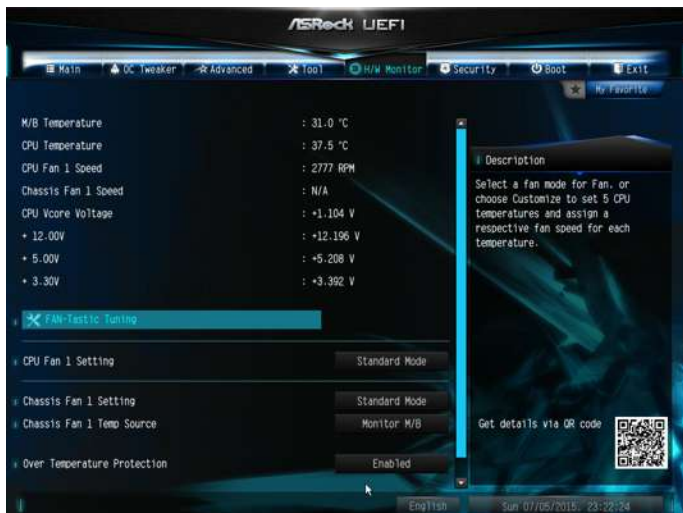 ASRock UEFI
Main OC Tweaker Advanced Tool H/W Monitor Security Boot Exit
My Favorite
M/B Temperature : 31.0 °C
CPU Temperature : 37.5 °C
CPU Fan 1 Speed : 2777 RPM
Chassis Fan 1 Speed : N/A
CPU Vcore Voltage : +1.104 V
+ 12.00V : +12.196 V
+ 5.00V : +5.208 V
+ 3.30V : +3.392 V
FAN-Tastic Tuning
CPU Fan 1 Setting Standard Mode
Chassis Fan 1 Setting Standard Mode
Chassis Fan 1 Temp Source Monitor M/B
Over Temperature Protection Enabled
Description
Select a fan mode for Fan, or
choose Customize to set 5 CPU
temperatures and assign a
respective fan speed for each
temperature.
Get details via QR code
English Sun 07/05/2015, 23:22:24